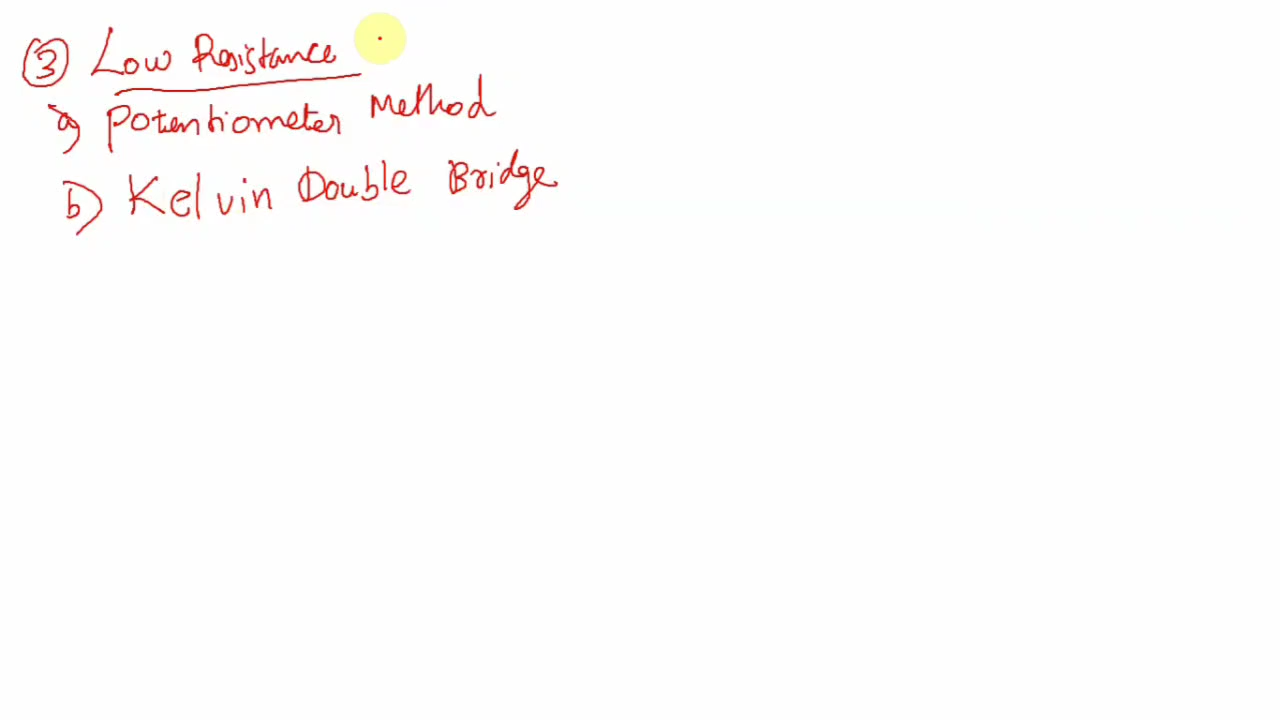 ③ Low Resistance
a) Potentiometer Method
b) Kelvin Double Bridge